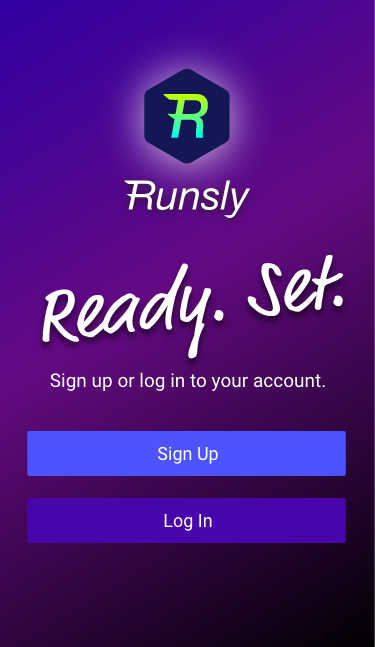 R
Runsly
Ready. Set.
Sign up or log in to your account.
Sign Up
Log In